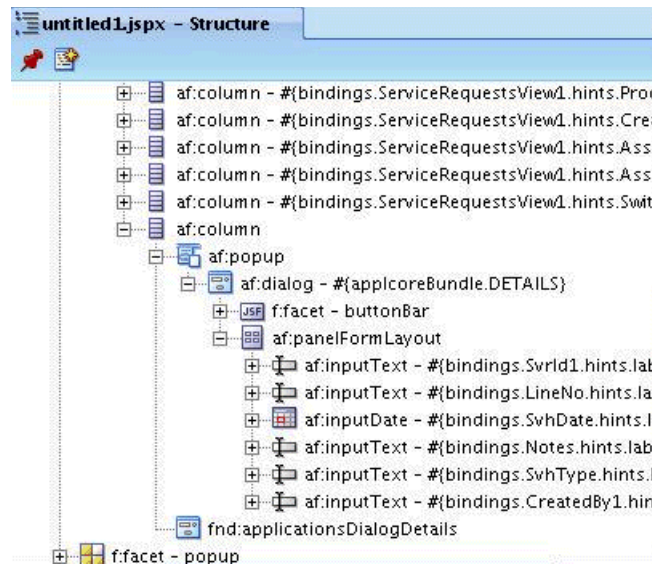 untitled1.jspx - Structure
af:column - #{bindings.ServiceRequestsView1.hints.Pro
af:column - #{bindings.ServiceRequestsView1.hints.Cre
af:column - #{bindings.ServiceRequestsView1.hints.Ass
af:column - #{bindings.ServiceRequestsView1.hints.Ass
af:column - #{bindings.ServiceRequestsView1.hints.Swit
af:column
af:popup
af:dialog - #{applcoreBundle.DETAILS}
JSF f:facet - buttonBar
af:panelFormLayout
af:inputText - #{bindings.SvrId1.hints.lab
af:inputText - #{bindings.LineNo.hints.la
af:inputDate - #{bindings.SvhDate.hints.l
af:inputText - #{bindings.Notes.hints.lab
af:inputText - #{bindings.SvhType.hints.
af:inputText - #{bindings.CreatedBy1.hin
fnd:applicationsDialogDetails
f:facet - popup